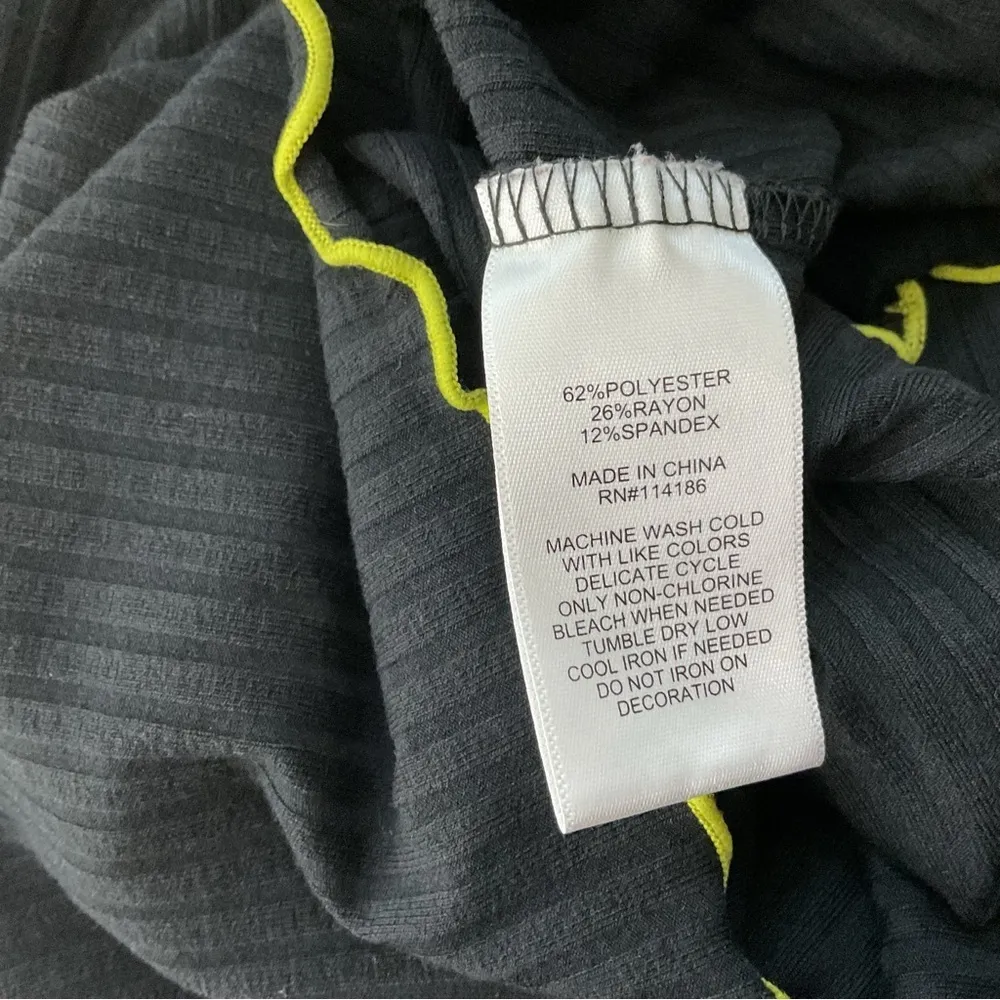 62%POLYESTER
26%RAYON
12%SPANDEX
MADE IN CHINA
RN#114186
MACHINE WASH COLD
WITH LIKE COLORS
DELICATE CYCLE
ONLY NON-CHLORINE
BLEACH WHEN NEEDED
TUMBLE DRY LOW
COOL IRON IF NEEDED
DO NOT IRON ON
DECORATION